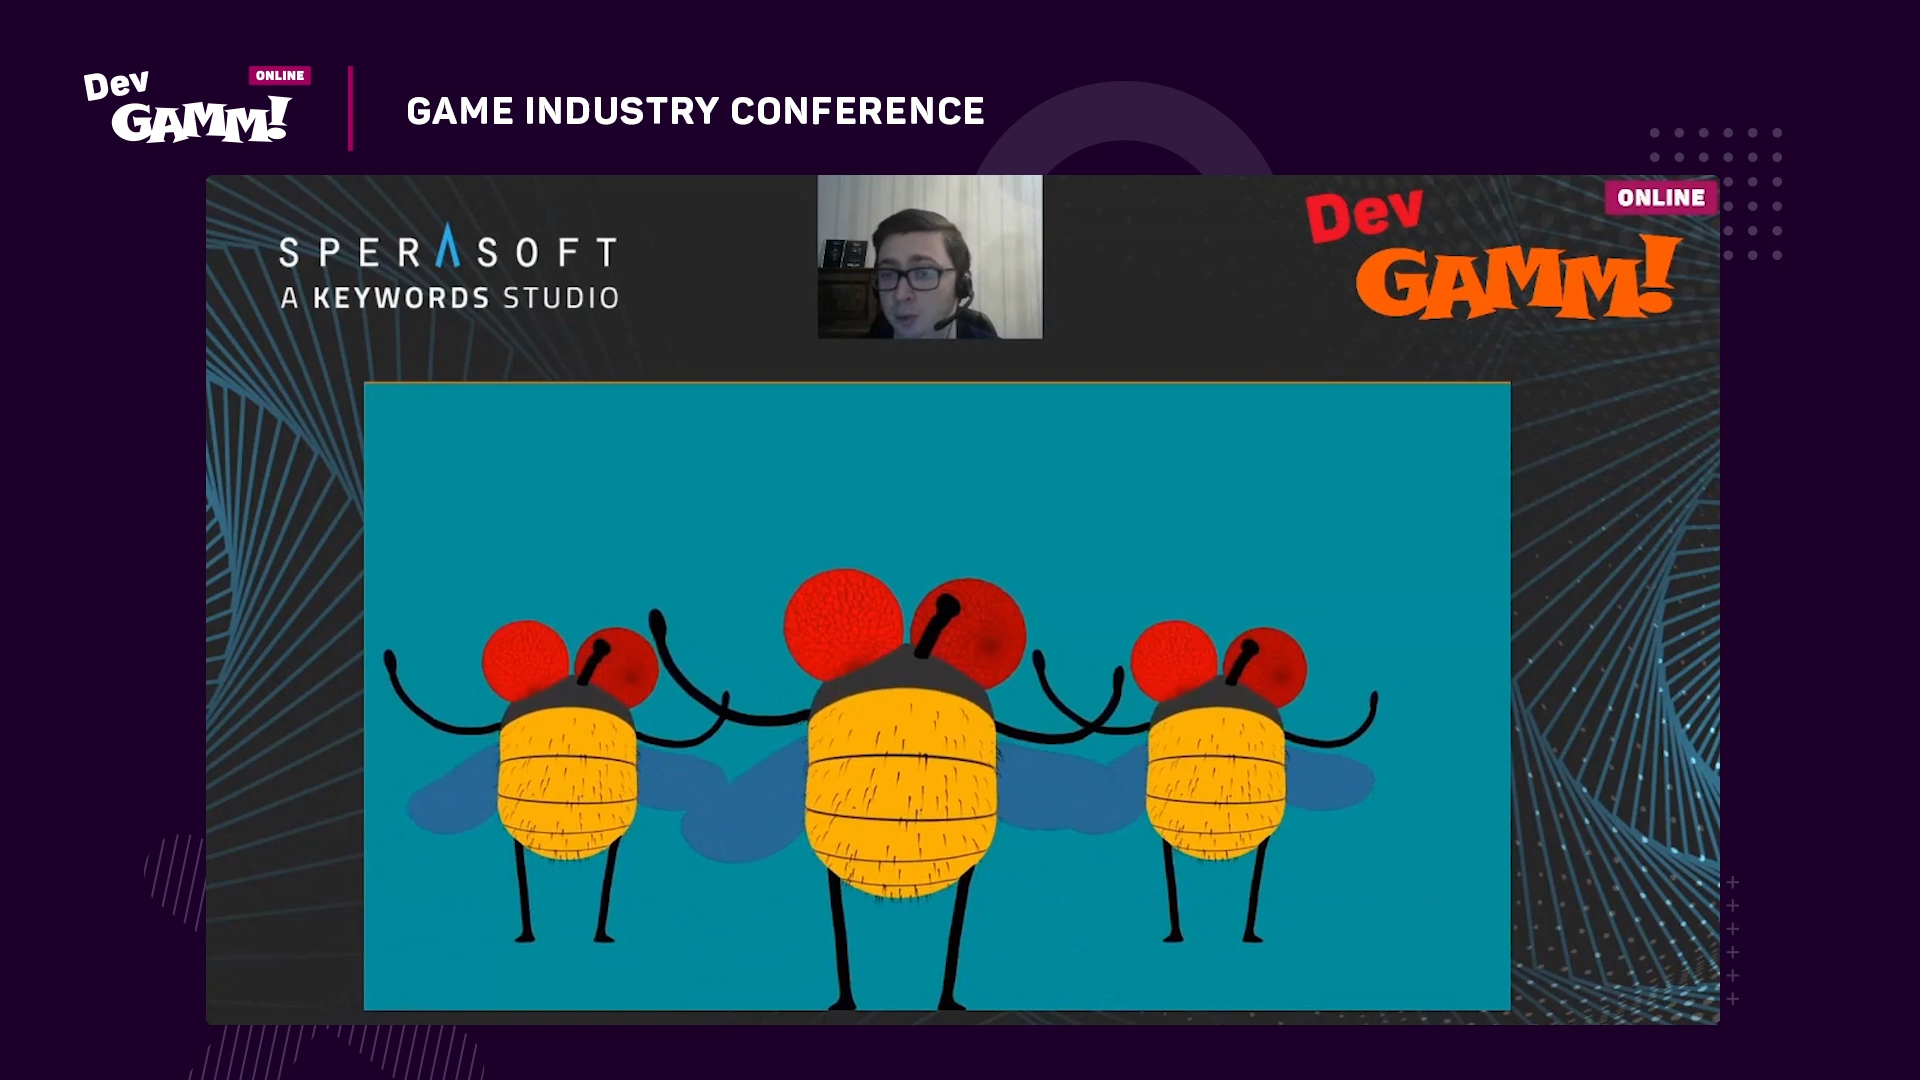 Dev
GAMM!
ONLINE
GAME INDUSTRY CONFERENCE
SPERASOFT
A KEYWORDS STUDIO
Dev
GAMM!
ONLINE